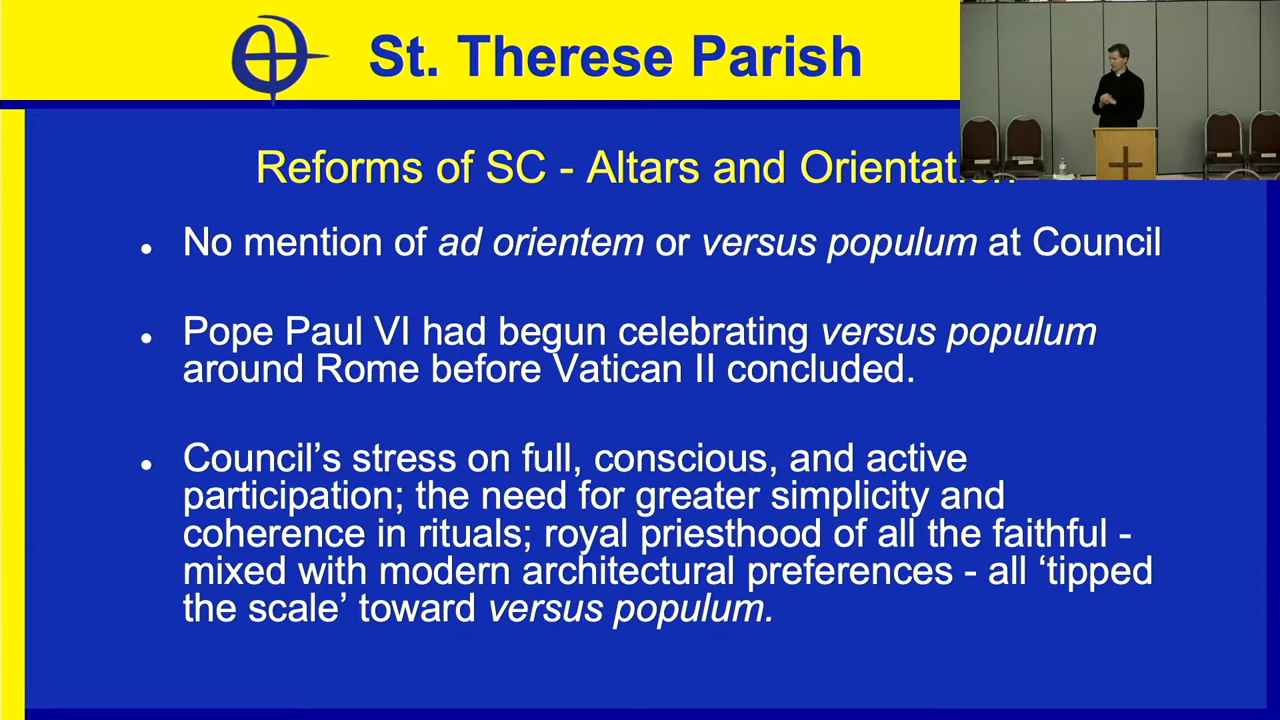 St. Therese Parish
Reforms of SC - Altars and Orientation
• No mention of ad orientem or versus populum at Council
• Pope Paul VI had begun celebrating versus populum
around Rome before Vatican II concluded.
• Council’s stress on full, conscious, and active
participation; the need for greater simplicity and
coherence in rituals; royal priesthood of all the faithful -
mixed with modern architectural preferences - all ‘tipped
the scale’ toward versus populum.